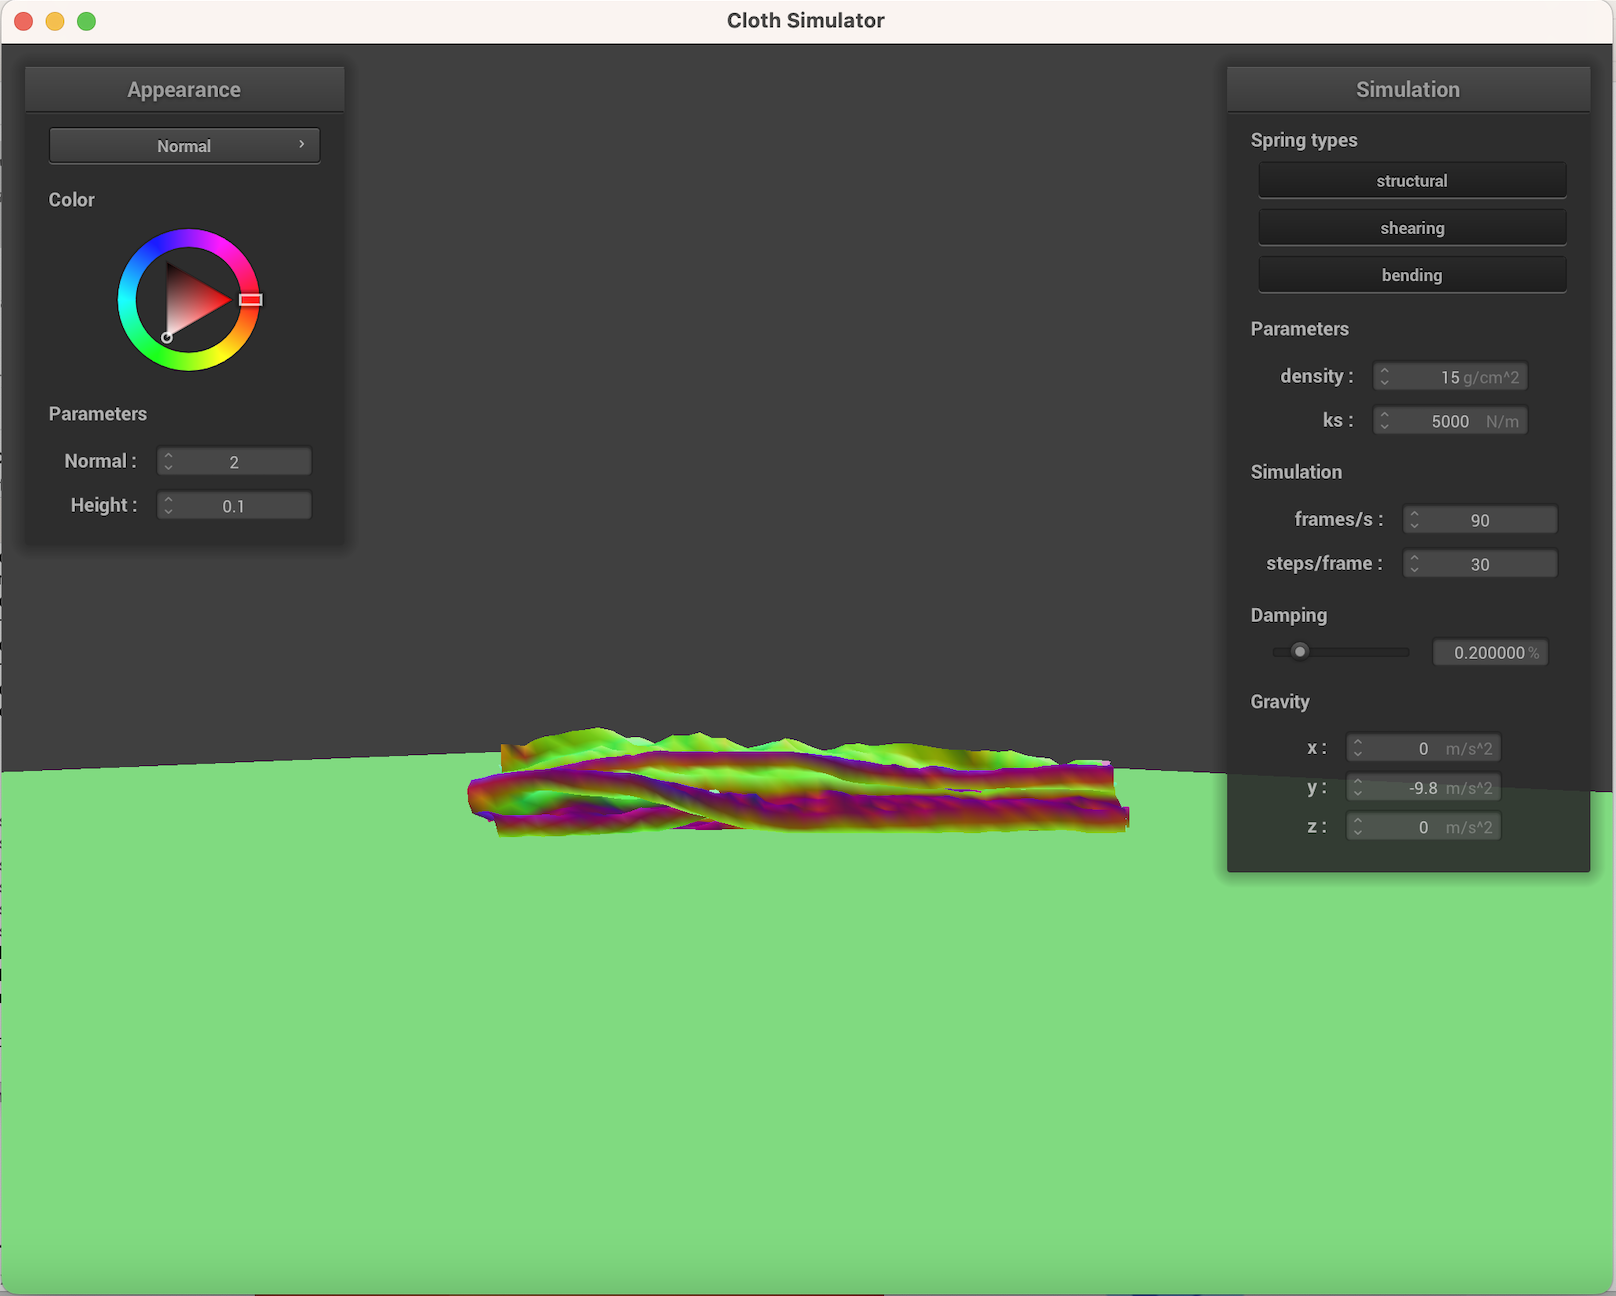 Cloth Simulator
Appearance
Normal
Color
Parameters
Normal :
2
Height :
0.1
Simulation
Spring types
structural
shearing
bending
Parameters
density :
15 g/cm^2
ks :
5000 N/m
Simulation
frames/s :
90
steps/frame :
30
Damping
0.200000 %
Gravity
x :
0 m/s^2
y :
-9.8 m/s^2
z :
0 m/s^2